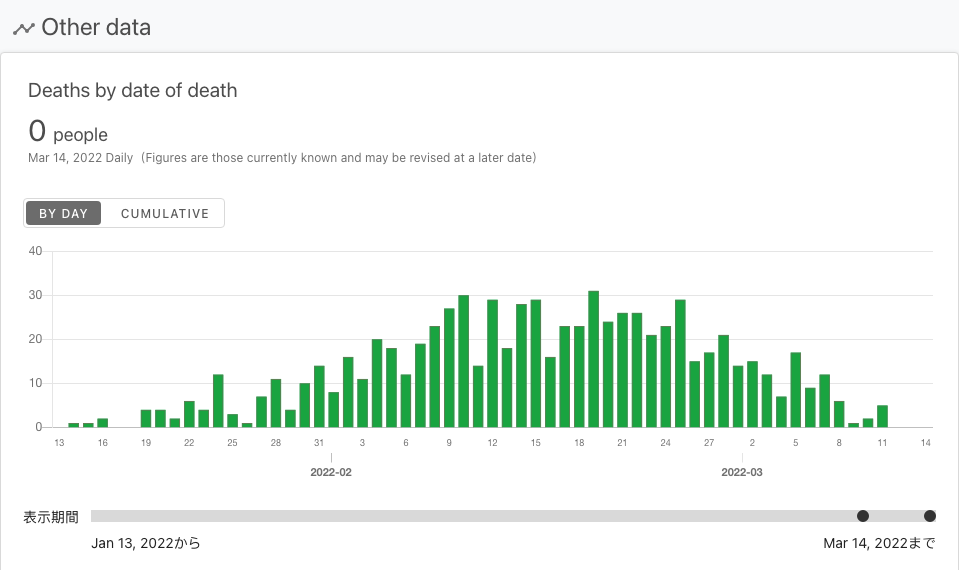 Other data
Deaths by date of death
0 people
Mar 14, 2022 Daily (Figures are those currently known and may be revised at a later date)
BY DAY CUMULATIVE
40
30
20
10
0
13 16 19 22 25 28 31 3 6 9 12 15 18 21 24 27 2 5 8 11 14
2022-02 2022-03
表示期間
Jan 13, 2022から Mar 14, 2022まで